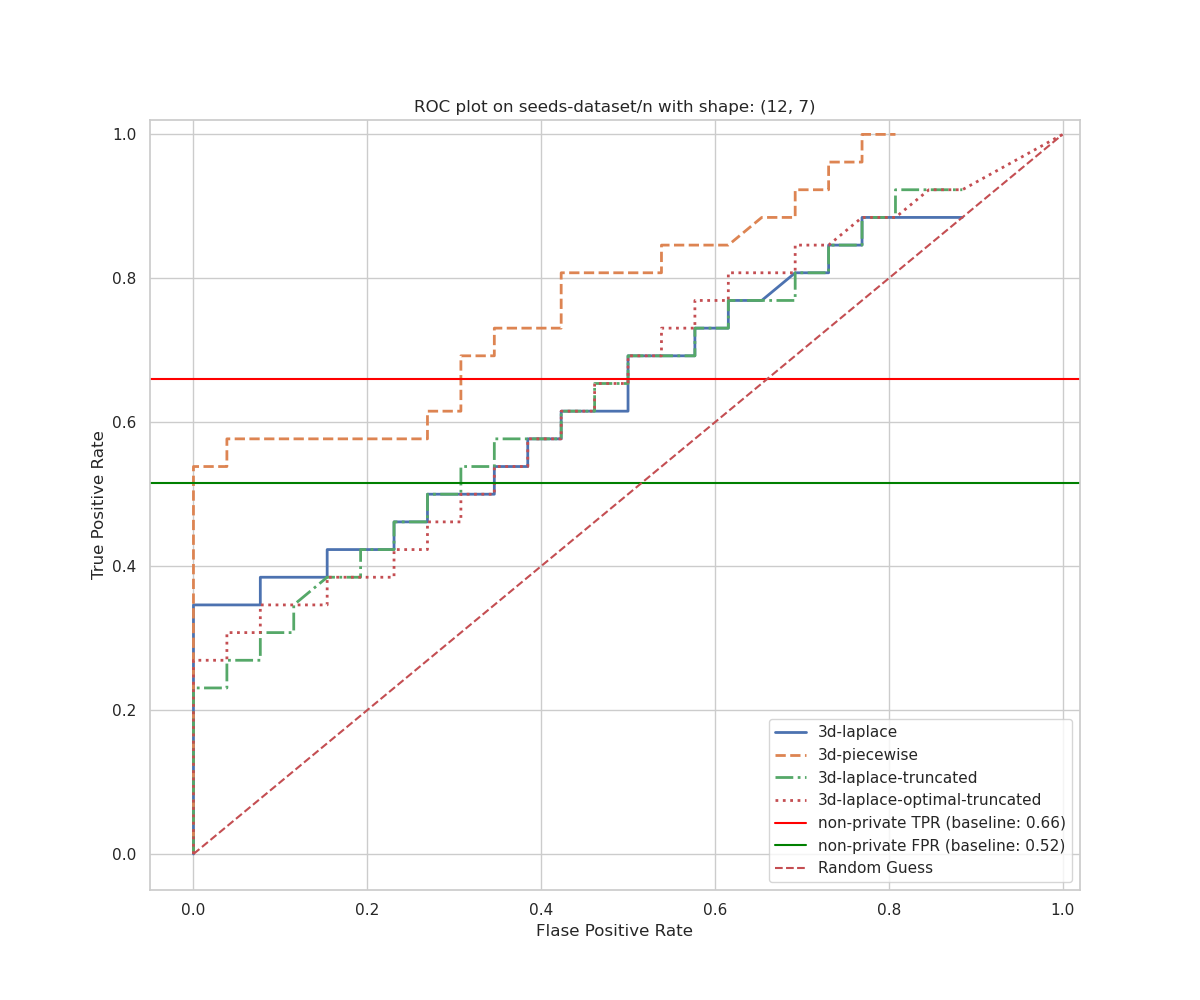 ROC plot on seeds-dataset/n with shape: (12, 7)
1.0
0.8
0.6
0.4
0.2
0.0
True Positive Rate
0.0 0.2 0.4 0.6 0.8 1.0
Flase Positive Rate
3d-laplace
3d-piecewise
3d-laplace-truncated
3d-laplace-optimal-truncated
non-private TPR (baseline: 0.66)
non-private FPR (baseline: 0.52)
Random Guess